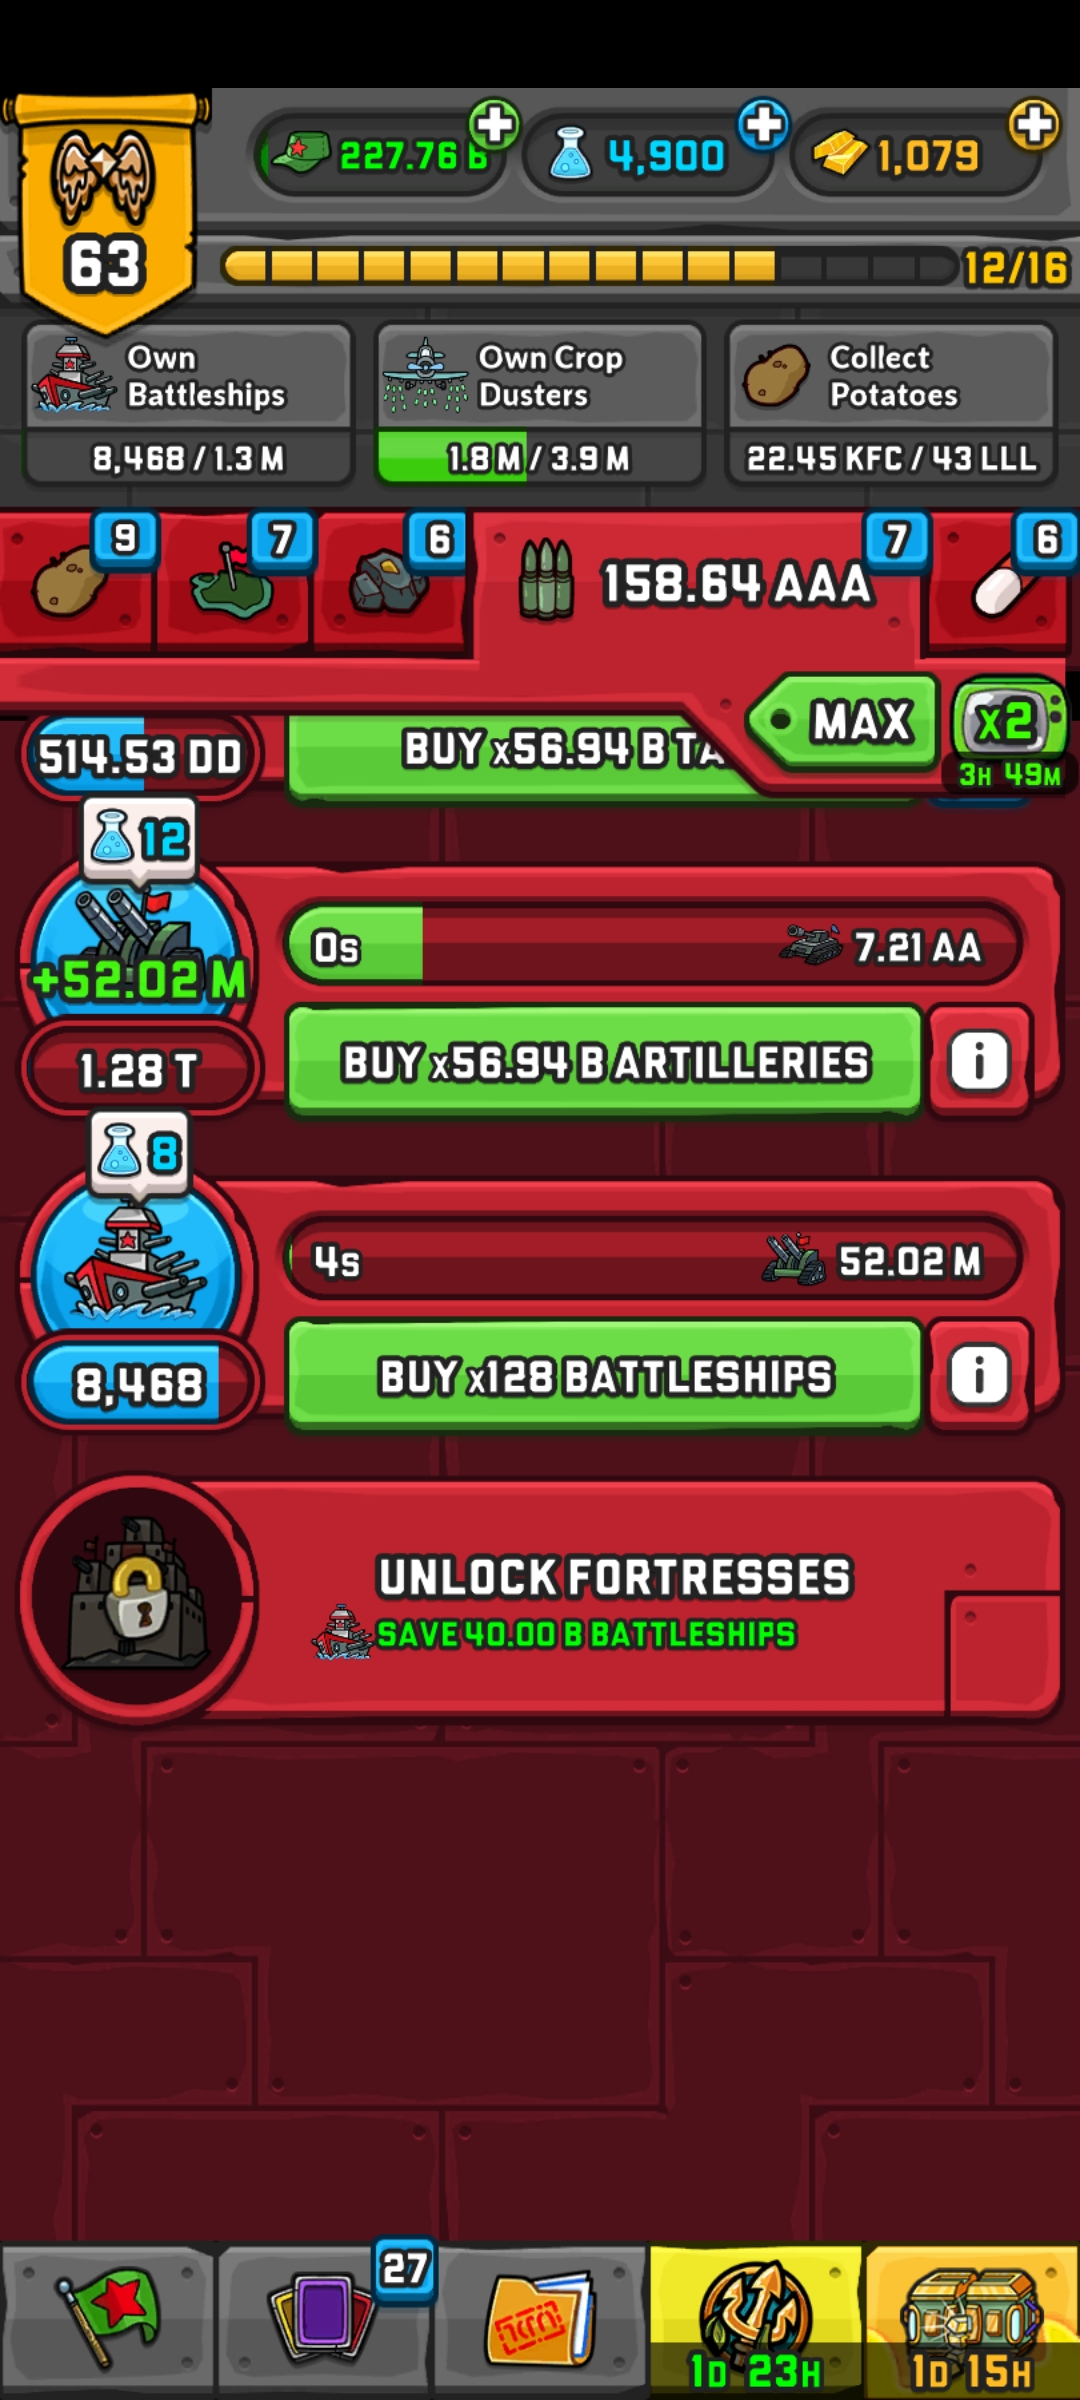 227.76 B
4,900
1,079
63
12/16
Own
Battleships
8,468 / 1.3 M
Own Crop
Dusters
1.8 M / 3.9 M
Collect
Potatoes
22.45 KFC / 43 LLL
9
7
6
158.64 AAA
7
6
MAX
x2
3H 49M
514.53 DD
BUY x56.94 B TA
12
+52.02 M
1.28 T
0s
7.21 AA
BUY x56.94 B ARTILLERIES
i
8
8,468
4s
52.02 M
BUY x128 BATTLESHIPS
i
UNLOCK FORTRESSES
SAVE 40.00 B BATTLESHIPS
27
1D 23H
1D 15H